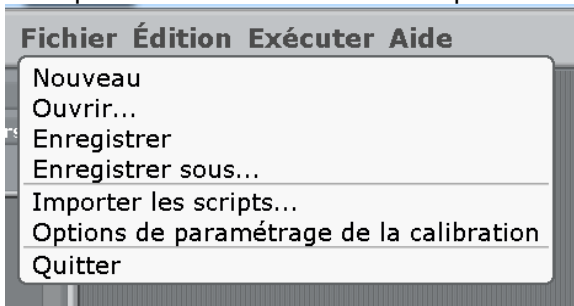 Fichier Édition Exécuter Aide
Nouveau
Ouvrir...
Enregistrer
Enregistrer sous...
Importer les scripts...
Options de paramétrage de la calibration
Quitter